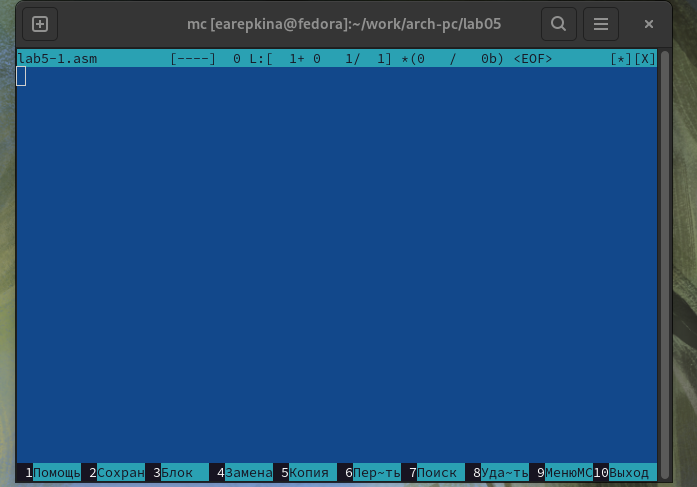 mc [earepkina@fedora]:~/work/arch-pc/lab05
lab5-1.asm [----] 0 L:[ 1+ 0 1/ 1] *(0 / 0b) <EOF> [*][X]
1Помощь 2Сохран 3Блок 4Замена 5Копия 6Пер~ть 7Поиск 8Уда~ть 9МенюMC 10Выход